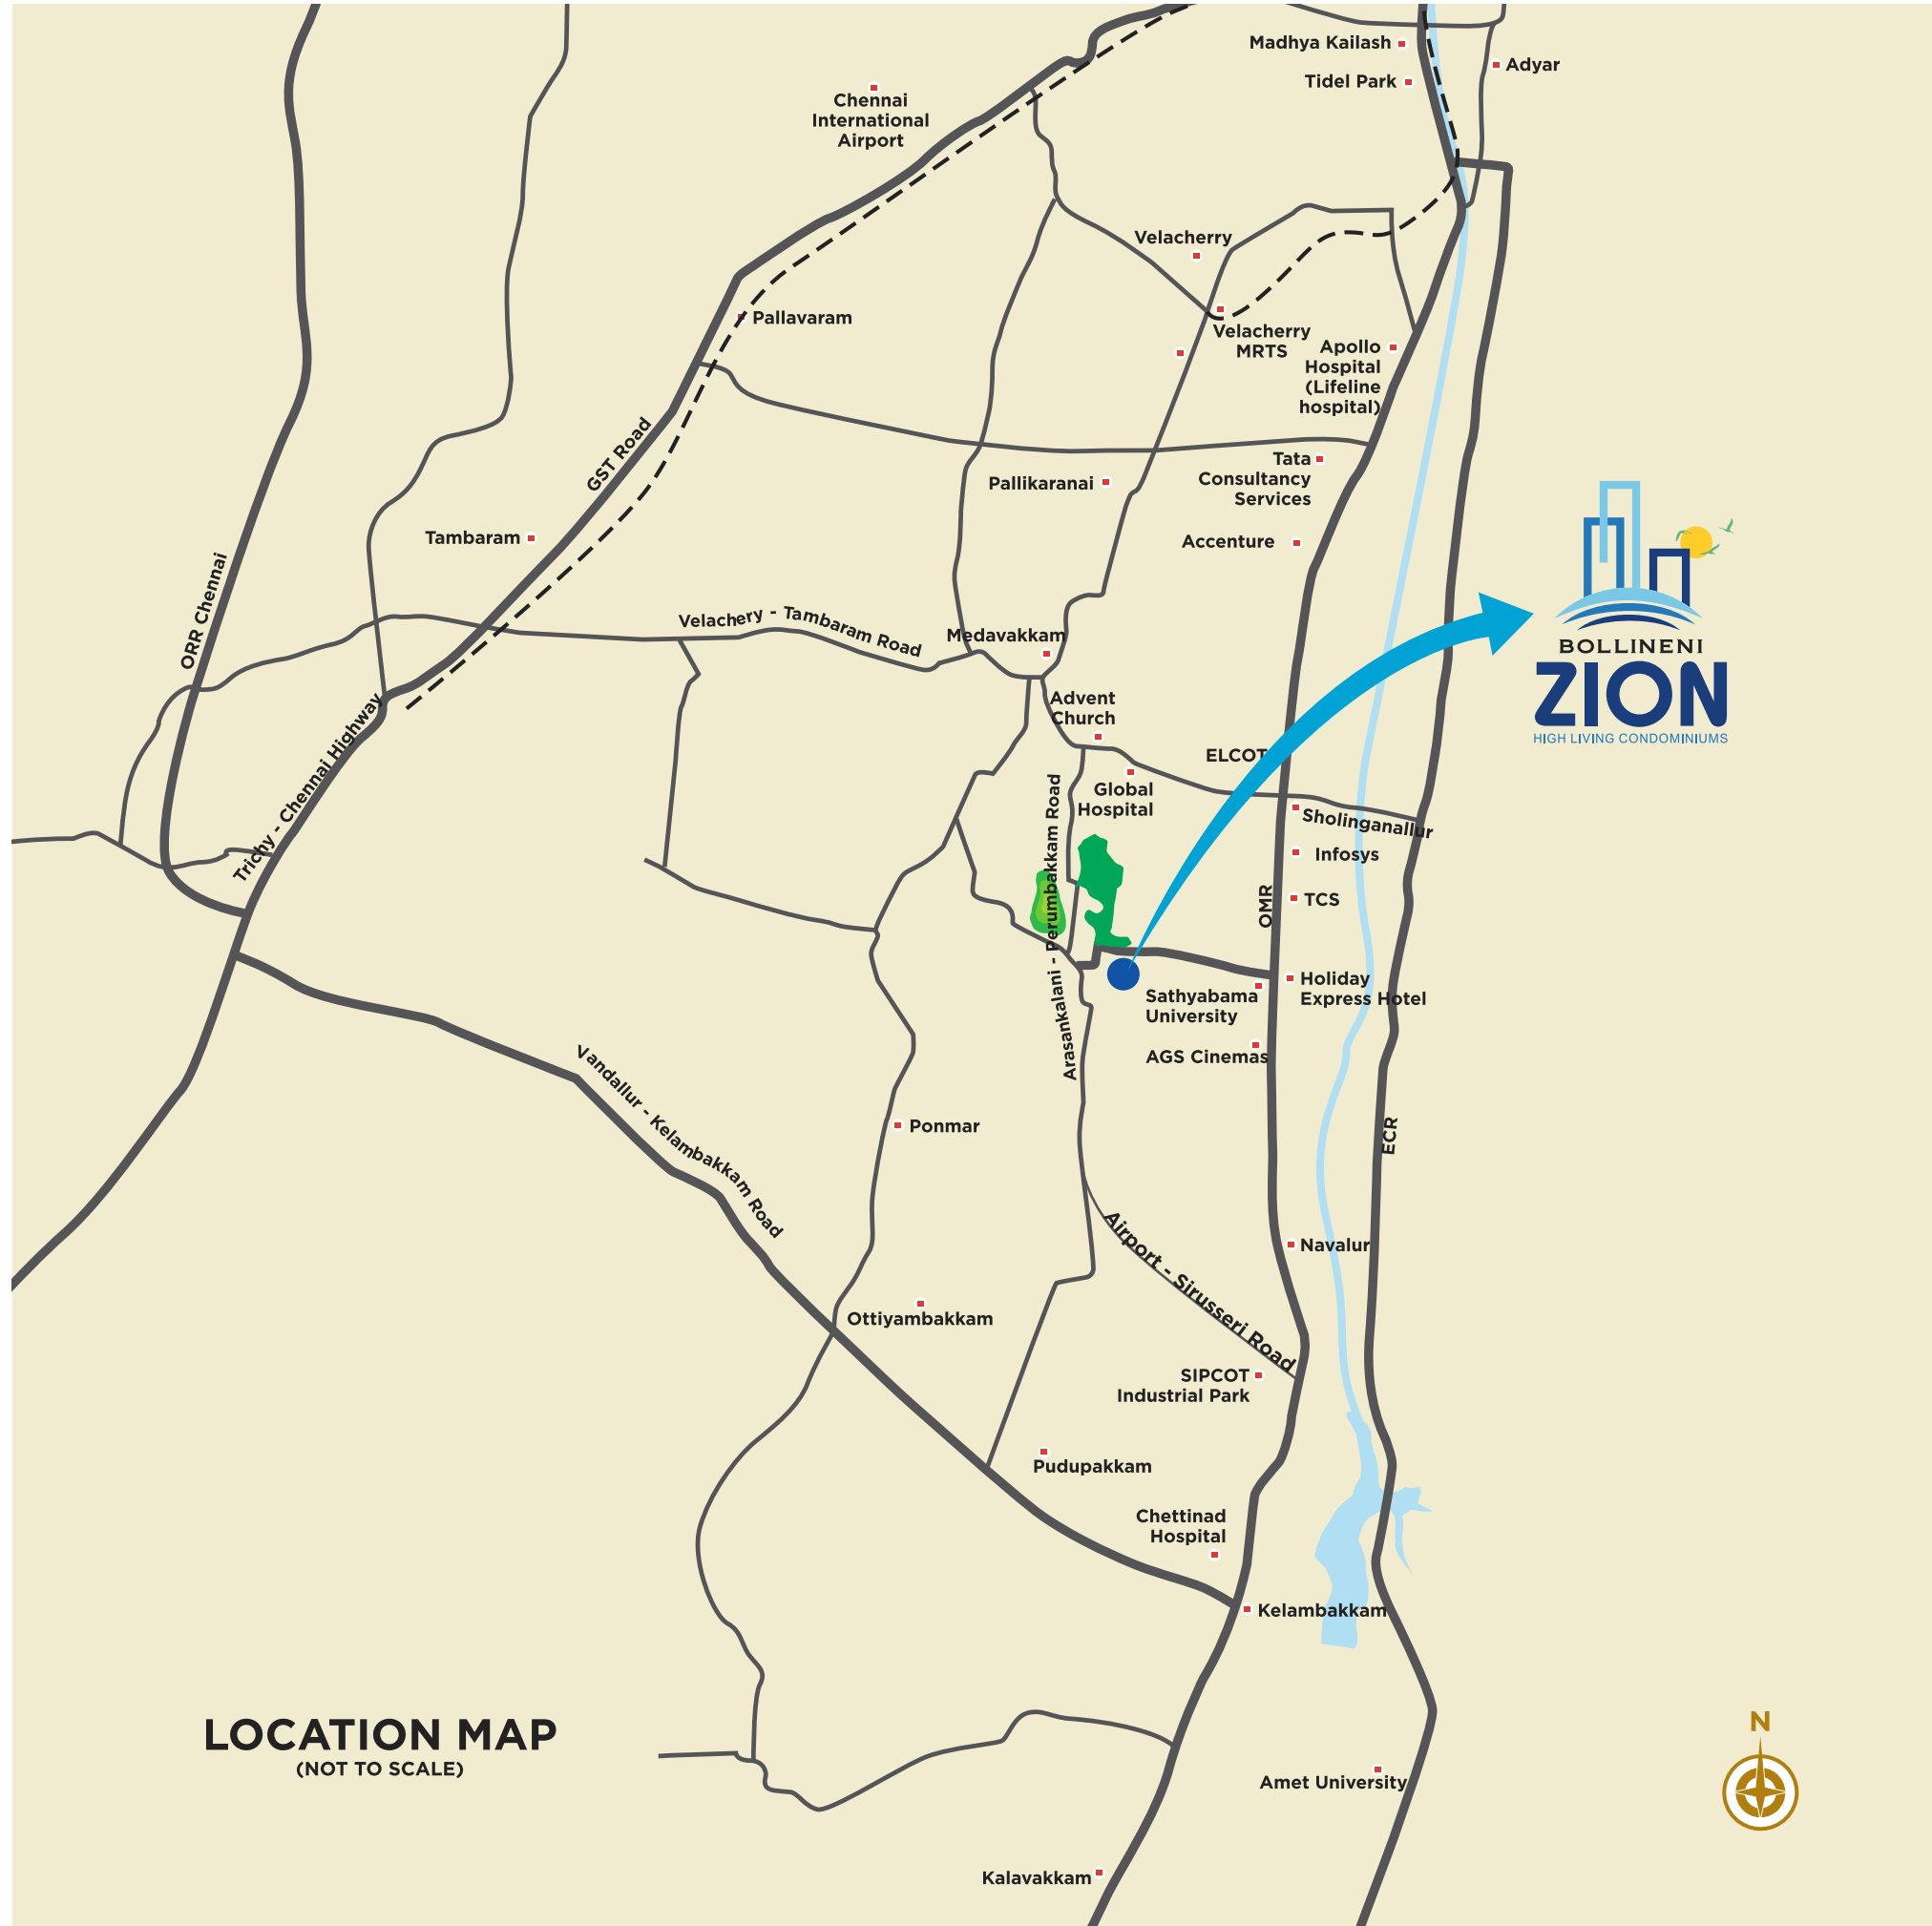 Madhya Kailash
Adyar
Tidel Park
Chennai
International
Airport
Velacherry
Pallavaram
Velacherry
MRTS
Apollo
Hospital
(Lifeline
hospital)
GST Road
Tata
Consultancy
Services
Pallikaranai
Tambaram
Accenture
ORR Chennai
Velachery - Tambaram Road
Medavakkam
BOLLINENI
ZION
HIGH LIVING CONDOMINIUMS
Advent
Church
Trichy - Chennai Highway
ELCOT
Global
Hospital
Sholinganallur
Infosys
Arasankalani - Perumbakkam Road
OMR
TCS
Holiday
Express Hotel
Sathyabama
University
AGS Cinemas
Vandallur - Kelambakkam Road
Ponmar
ECR
Airport - Sirusseri Road
Navalur
Ottiyambakkam
SIPCOT
Industrial Park
Pudupakkam
Chettinad
Hospital
Kelambakkam
LOCATION MAP
(NOT TO SCALE)
N
Amet University
Kalavakkam